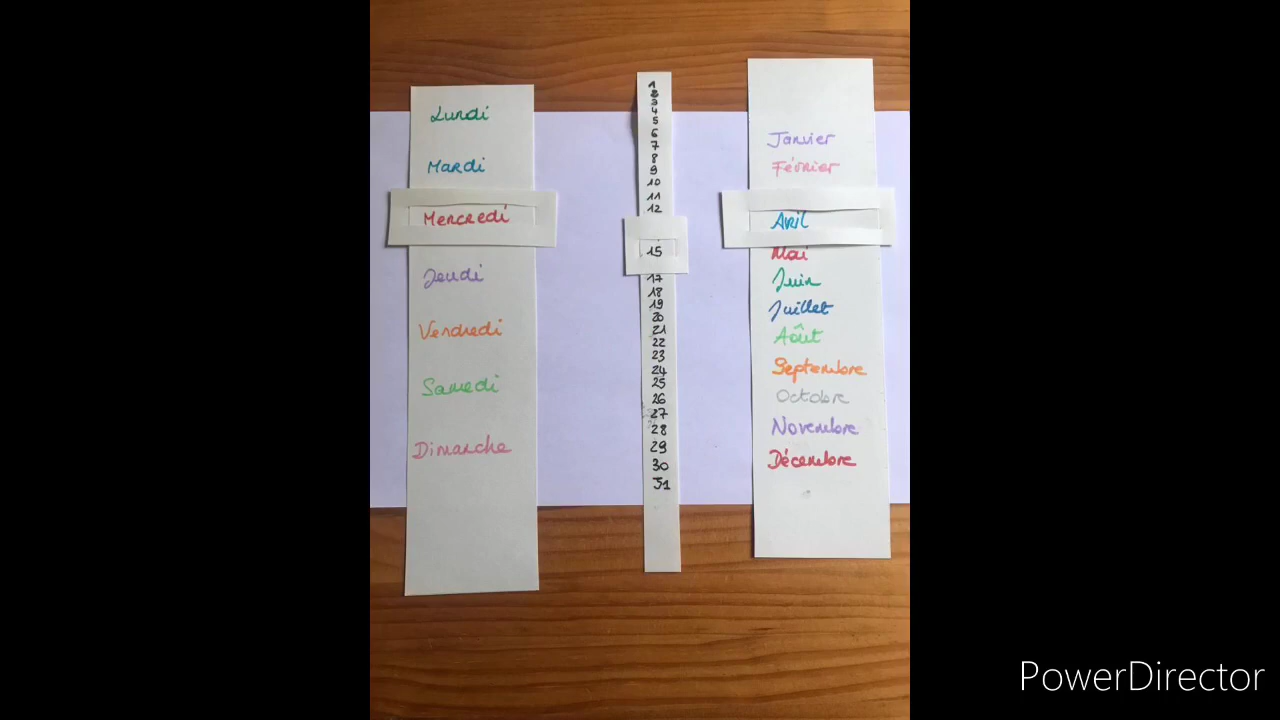 Lundi
Mardi
Mercredi
Jeudi
Vendredi
Samedi
Dimanche
1
2
3
4
5
6
7
8
9
10
11
12
15
17
18
19
20
21
22
23
24
25
26
27
28
29
30
31
Janvier
Février
Avril
Mai
Juin
Juillet
Août
Septembre
Octobre
Novembre
Décembre
PowerDirector